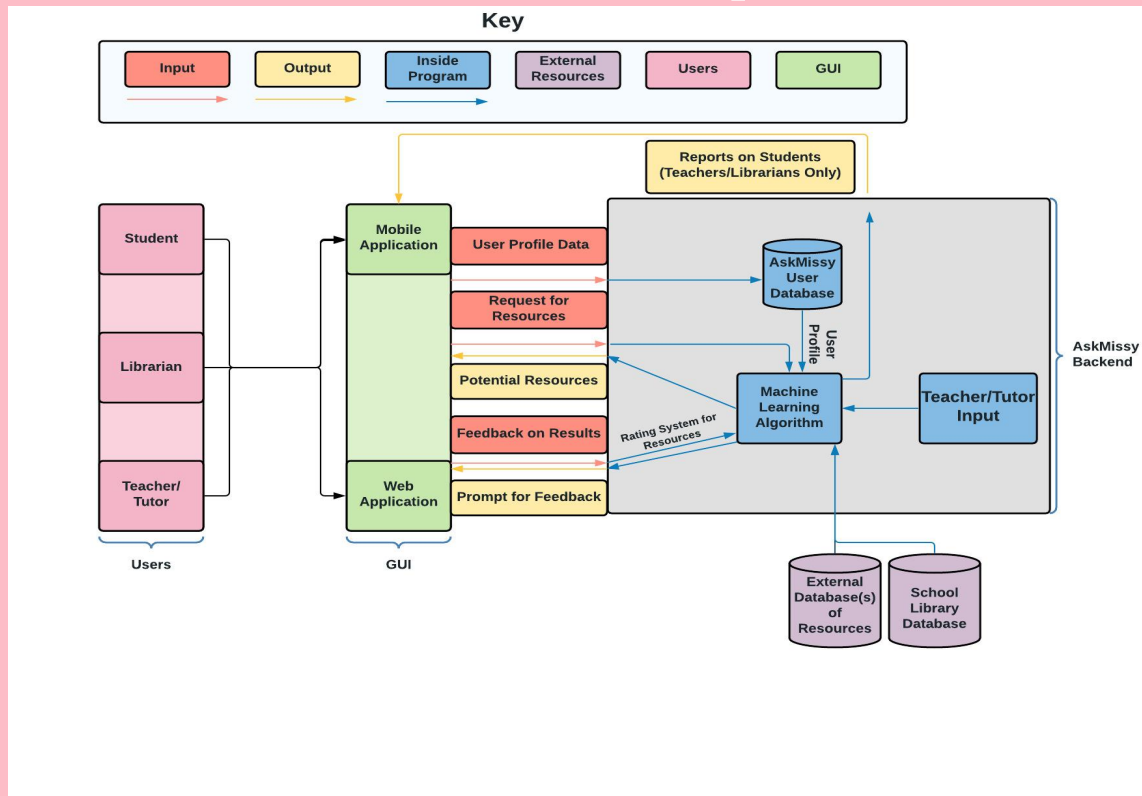 Key
Input
Output
Inside
Program
External
Resources
Users
GUI
Reports on Students
(Teachers/Librarians Only)
Student
Librarian
Teacher/
Tutor
Users
Mobile
Application
Web
Application
GUI
User Profile Data
Request for
Resources
Potential Resources
Feedback on Results
Prompt for Feedback
AskMissy
User
Database
User
Profile
Rating System for
Resources
Machine
Learning
Algorithm
Teacher/Tutor
Input
AskMissy
Backend
External
Database(s)
of
Resources
School
Library
Database